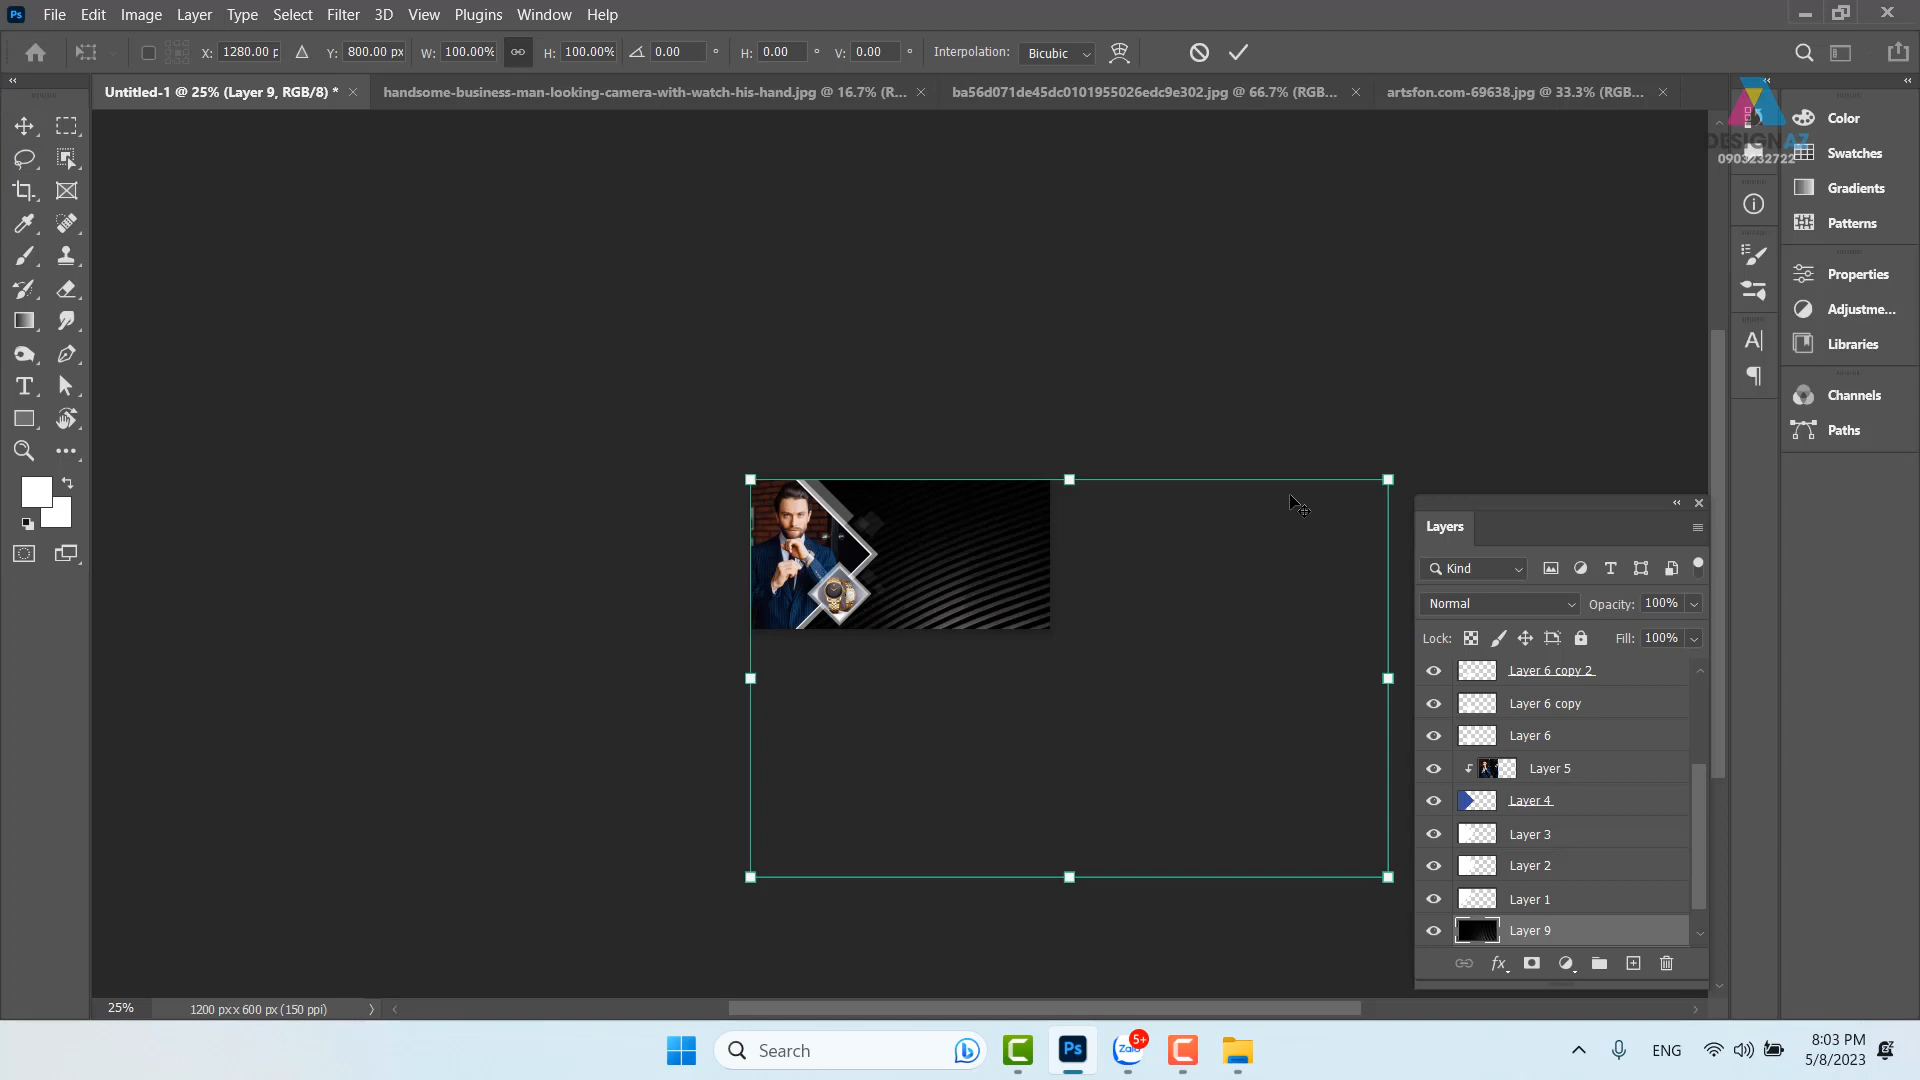 Ps File Edit Image Layer Type Select Filter 3D View Plugins Window Help
X: 1280.00 p Y: 800.00 px W: 100.00% H: 100.00% 0.00 ° H: 0.00 ° V: 0.00 ° Interpolation: Bicubic
Untitled-1 @ 25% (Layer 9, RGB/8) * handsome-business-man-looking-camera-with-watch-his-hand.jpg @ 16.7% (R... ba56d071de45dc0101955026edc9e302.jpg @ 66.7% (RGB... artsfon.com-69638.jpg @ 33.3% (RGB...
DESIGN AZ
0903232722
Color
Swatches
Gradients
Patterns
Properties
Adjustme...
Libraries
Channels
Paths
Layers
Kind
Normal Opacity: 100%
Lock: Fill: 100%
Layer 6 copy 2
Layer 6 copy
Layer 6
Layer 5
Layer 4
Layer 3
Layer 2
Layer 1
Layer 9
fx
25% 1200 px x 600 px (150 ppi)
Search Ps Zalo 5+ ENG 8:03 PM
5/8/2023